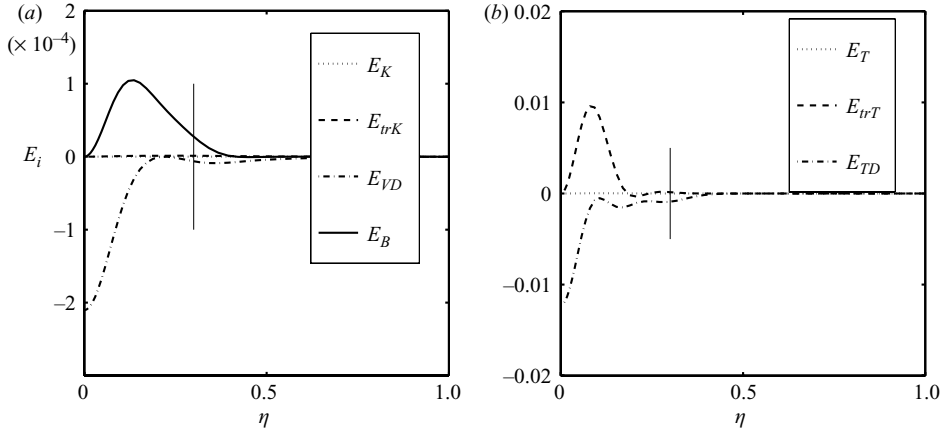 (a)
(× 10⁻⁴)
2
1
0
−1
−2
E_i
E_K
E_trK
E_VD
E_B
0
0.5
1.0
η
(b)
0.02
0.01
0
−0.01
−0.02
E_T
E_trT
E_TD
0
0.5
1.0
η